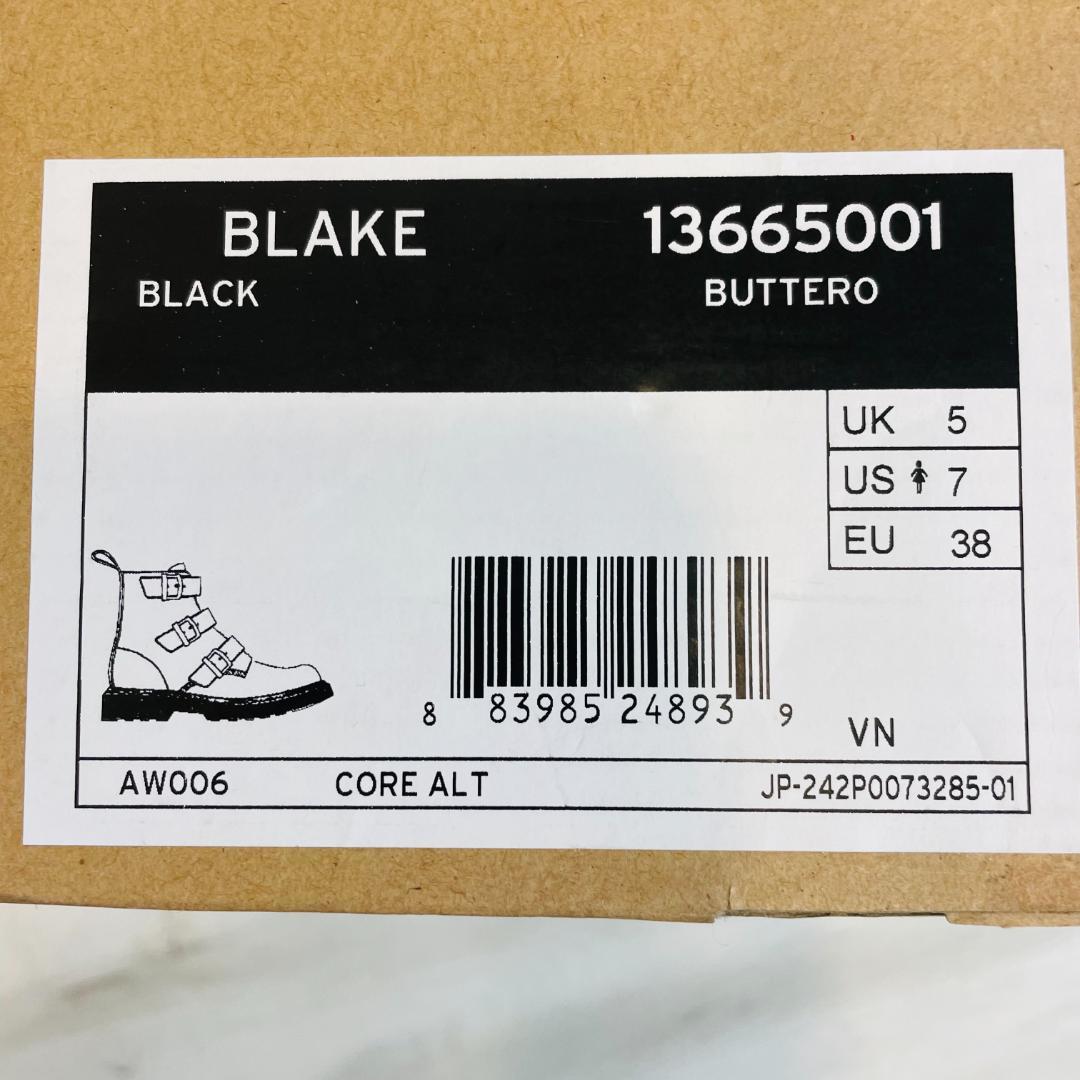 BLAKE 13665001
BLACK BUTTERO
UK 5
US 7
EU 38
8 83985 24893 9
VN
AW006 CORE ALT JP-242P0073285-01